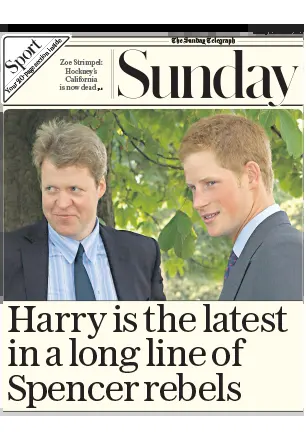 The Sunday Telegraph
Sport
Your 20-page section inside
Zoe Strimpel:
Hockney's
California
is now dead
Sunday
Harry is the latest
in a long line of
Spencer rebels